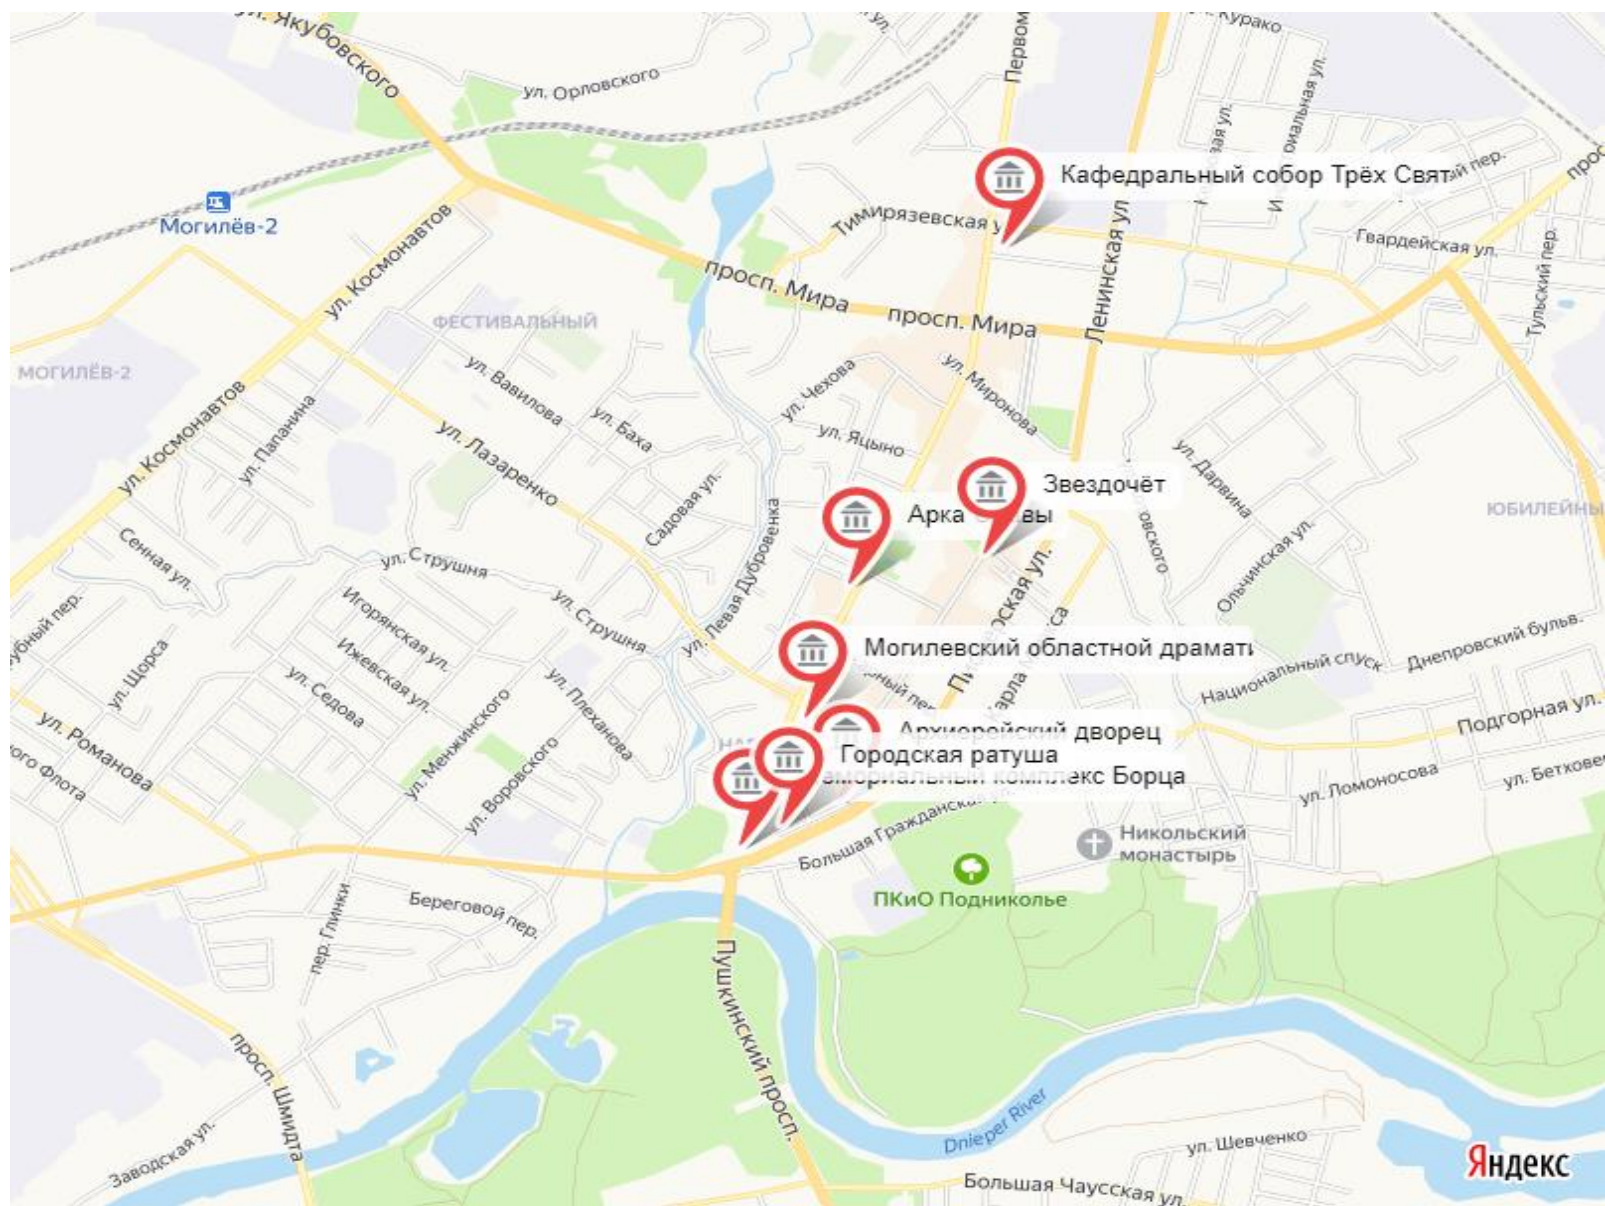 ул. Якубовского
ул. Орловского
Первом
Курако
Кафедральный собор Трёх Свят
просп. Мира
Могилёв-2
ул. Космонавтов
Тимирязевская у
Ленинская ул
Гвардейская ул.
Тульский пер.
просп. Мира
ФЕСТИВАЛЬНЫЙ
МОГИЛЁВ-2
ул. Космонавтов
ул. Папанина
ул. Вавилова
ул. Баха
ул. Чехова
ул. Яцыно
ул. Миронова
ул. Дарвина
ул. Лазаренко
Садовая ул.
Звездочёт
Арка
ЮБИЛЕЙНЫ
Сенная ул.
ул. Струшня
ул. Левая Дубровенка
Ольчинская ул.
ул. Струшня
Игорянская ул.
Ижевская ул.
ул. Щорса
ул. Седова
ул. Плеханова
ул. Менжинского
ул. Воровского
Могилевский областной драмати
Днепровский бульв.
Национальный спуск
Подгорная ул.
ул. Романова
Архиерейский дворец
Городская ратуша
комплекс Борца
ул. Ломоносова
ул. Бетховe
Большая Гражданская
Никольский
монастырь
ПКиО Подниколье
Береговой пер.
пер. Глинки
Пушкинский просп.
просп. Шмидта
Заводская ул.
Dnieper River
ул. Шевченко
Большая Чаусская ул.
Яндекс